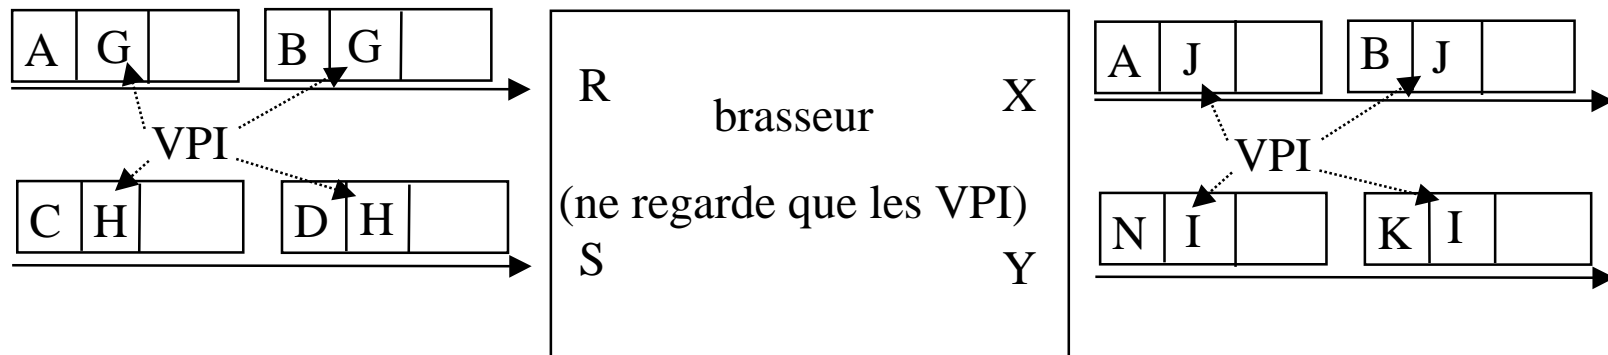 A G B G
VPI
C H D H
R X
brasseur
(ne regarde que les VPI)
S Y
A J B J
VPI
N I K I